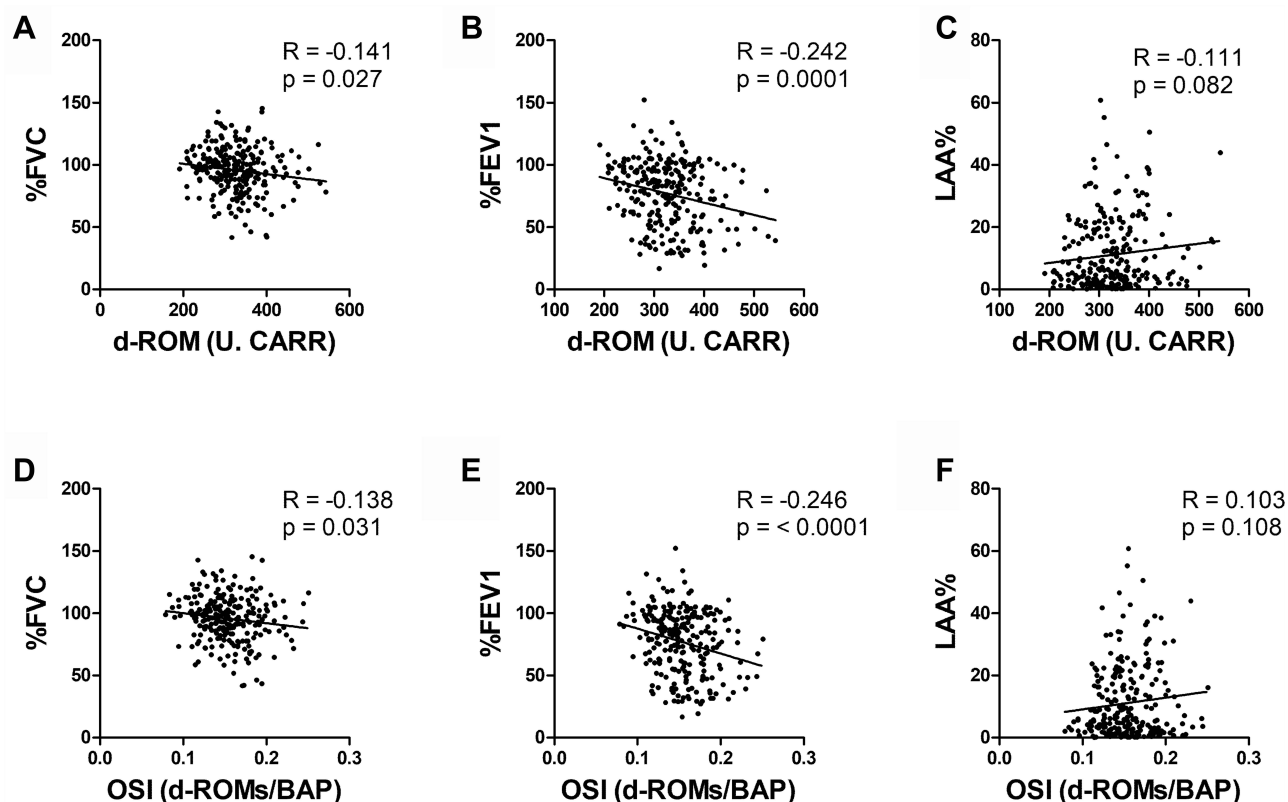 A
200
150
100
50
0
%FVC
R = -0.141
p = 0.027
0
200
400
600
d-ROM (U. CARR)
B
200
150
100
50
0
%FEV1
R = -0.242
p = 0.0001
100
200
300
400
500
600
d-ROM (U. CARR)
C
80
60
40
20
0
LAA%
R = -0.111
p = 0.082
100
200
300
400
500
600
d-ROM (U. CARR)
D
200
150
100
50
0
%FVC
R = -0.138
p = 0.031
0.0
0.1
0.2
0.3
OSI (d-ROMs/BAP)
E
200
150
100
50
0
%FEV1
R = -0.246
p = < 0.0001
0.0
0.1
0.2
0.3
OSI (d-ROMs/BAP)
F
80
60
40
20
0
LAA%
R = 0.103
p = 0.108
0.0
0.1
0.2
0.3
OSI (d-ROMs/BAP)